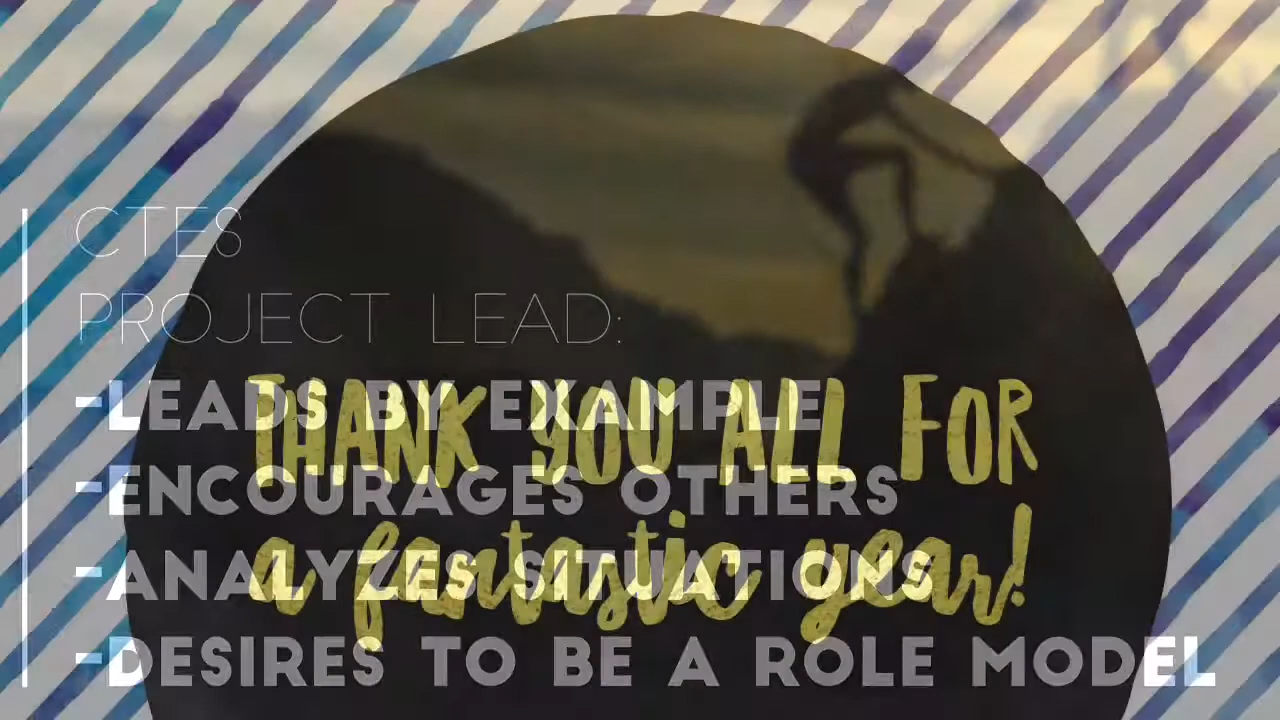 CTES
PROJECT LEAD:
-LEADS BY EXAMPLE
-ENCOURAGES OTHERS
-ANALYZES SITUATIONS
-DESIRES TO BE A ROLE MODEL
THANK YOU ALL FOR
a fantastic year!